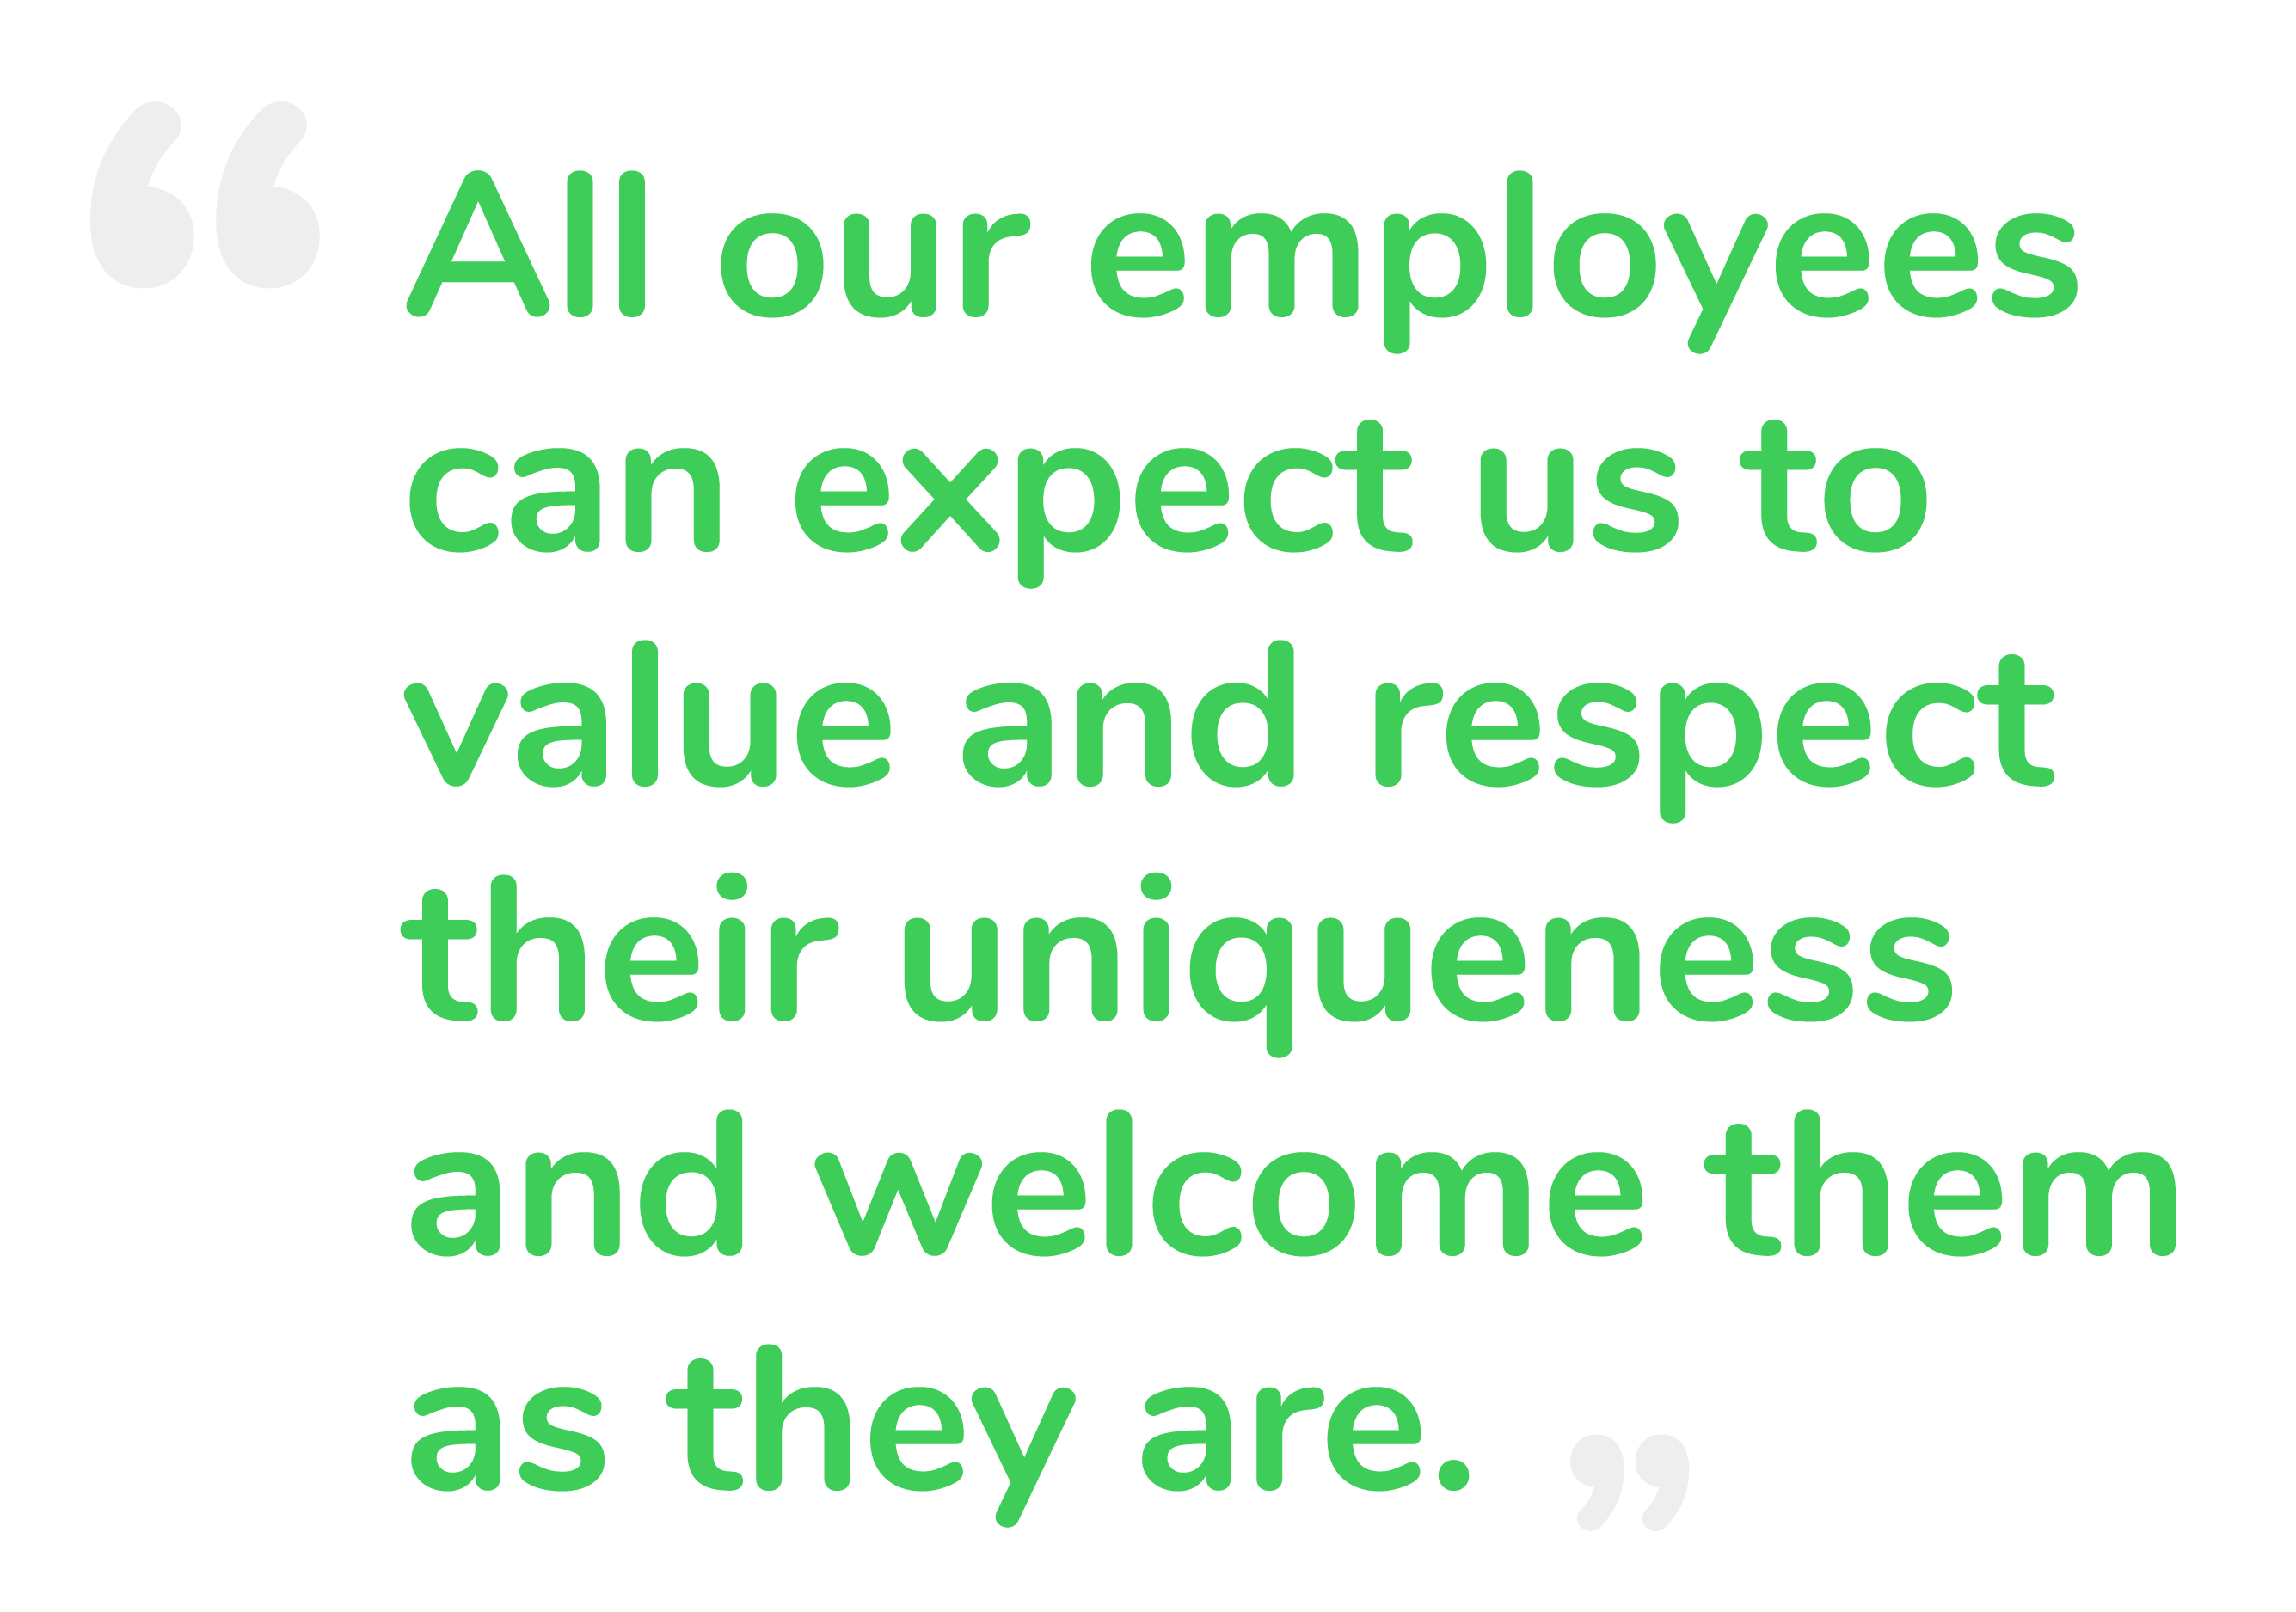 “All our employees
can expect us to
value and respect
their uniqueness
and welcome them
as they are.”